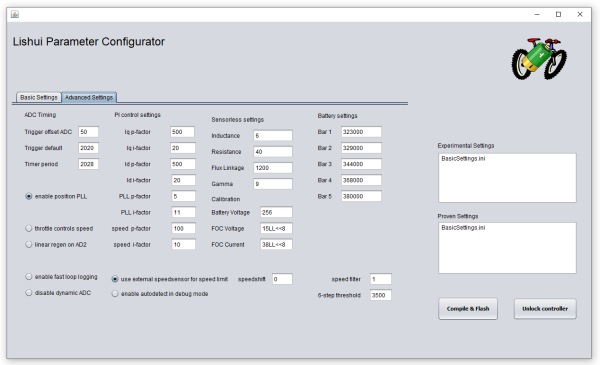 Lishui Parameter Configurator
Basic Settings Advanced Settings
ADC Timing
Trigger offset ADC 50
Trigger default 2020
Timer period 2028
enable position PLL
throttle controls speed
linear regen on AD2
enable fast loop logging
disable dynamic ADC
PI control settings
Iq p-factor 500
Iq i-factor 20
Id p-factor 500
Id i-factor 20
PLL p-factor 5
PLL i-factor 11
speed p-factor 100
speed i-factor 10
use external speedsensor for speed limit speedshift 0
enable autodetect in debug mode
Sensorless settings
Inductance 6
Resistance 40
Flux Linkage 1200
Gamma 9
Calibration
Battery Voltage 256
FOC Voltage 15LL<<8
FOC Current 38LL<<8
Battery settings
Bar 1 323000
Bar 2 329000
Bar 3 344000
Bar 4 368000
Bar 5 380000
speed filter 1
6-step threshold 3500
Experimental Settings
BasicSettings.ini
Proven Settings
BasicSettings.ini
Compile & Flash Unlock controller